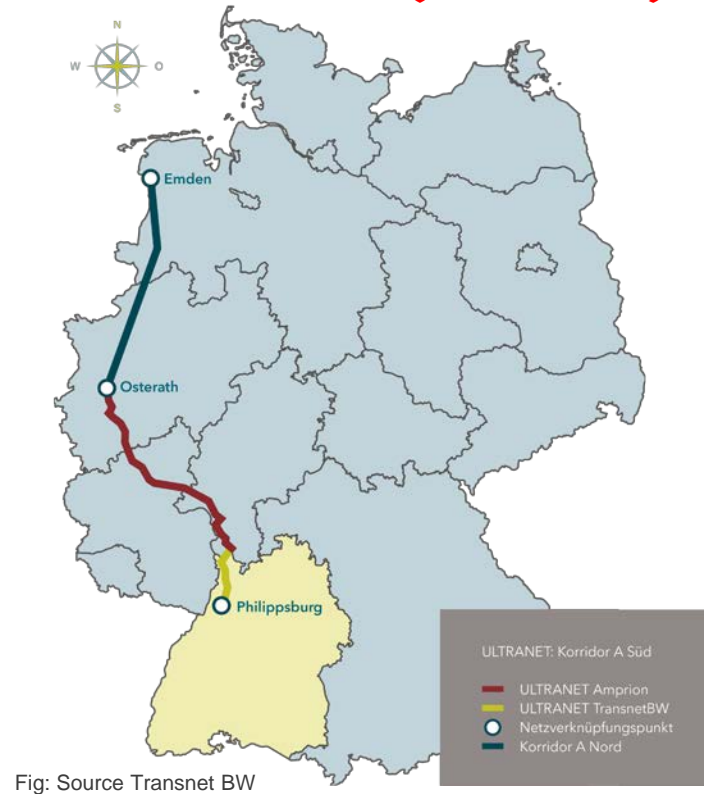 N
W O
S
Emden
Osterath
Philippsburg
ULTRANET: Korridor A Süd
ULTRANET Amprion
ULTRANET TransnetBW
Netzverknüpfungspunkt
Korridor A Nord
Fig: Source Transnet BW